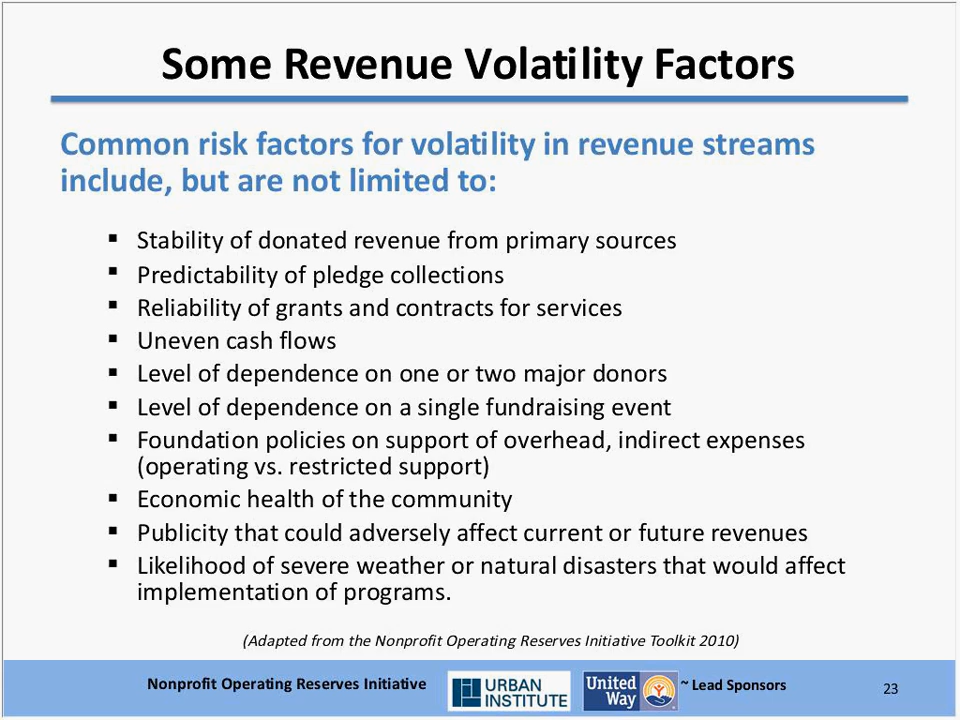 Some Revenue Volatility Factors
Common risk factors for volatility in revenue streams
include, but are not limited to:
▪ Stability of donated revenue from primary sources
▪ Predictability of pledge collections
▪ Reliability of grants and contracts for services
▪ Uneven cash flows
▪ Level of dependence on one or two major donors
▪ Level of dependence on a single fundraising event
▪ Foundation policies on support of overhead, indirect expenses
(operating vs. restricted support)
▪ Economic health of the community
▪ Publicity that could adversely affect current or future revenues
▪ Likelihood of severe weather or natural disasters that would affect
implementation of programs.
(Adapted from the Nonprofit Operating Reserves Initiative Toolkit 2010)
Nonprofit Operating Reserves Initiative
URBAN
INSTITUTE
United
Way
~ Lead Sponsors
23